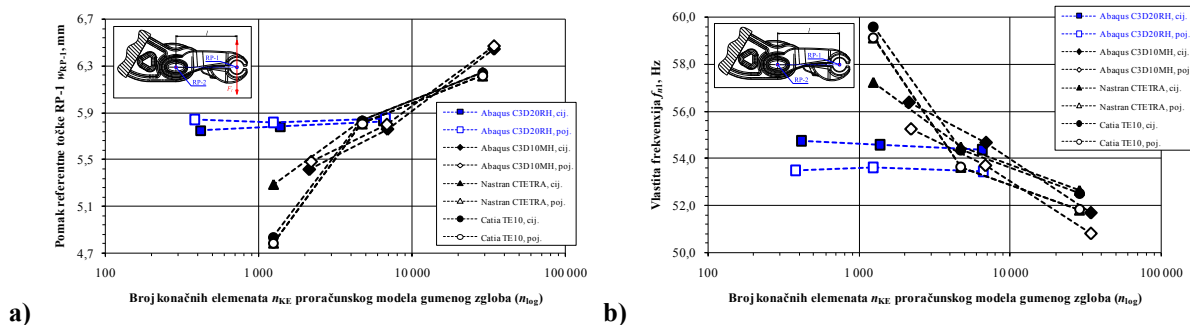 a)
Pomak referentne točke RP-1 wRP-1, mm
6,7
6,3
5,9
5,5
5,1
4,7
l
RP-1
RP-2
F
Abaqus C3D20RH, cij.
Abaqus C3D20RH, poj.
Abaqus C3D10MH, cij.
Abaqus C3D10MH, poj.
Nastran CTETRA, cij.
Nastran CTETRA, poj.
Catia TE10, cij.
Catia TE10, poj.
100
1 000
10 000
100 000
Broj konačnih elemenata nKE proračunskog modela gumenog zgloba (nlog)
b)
Vlastita frekvenxija fn1, Hz
60,0
58,0
56,0
54,0
52,0
50,0
l
RP-1
RP-2
Abaqus C3D20RH, cij.
Abaqus C3D20RH, poj.
Abaqus C3D10MH, cij.
Abaqus C3D10MH, poj.
Nastran CTETRA, cij.
Nastran CTETRA, poj.
Catia TE10, cij.
Catia TE10, poj.
100
1 000
10 000
100 000
Broj konačnih elemenata nKE proračunskog modela gumenog zgloba (nlog)